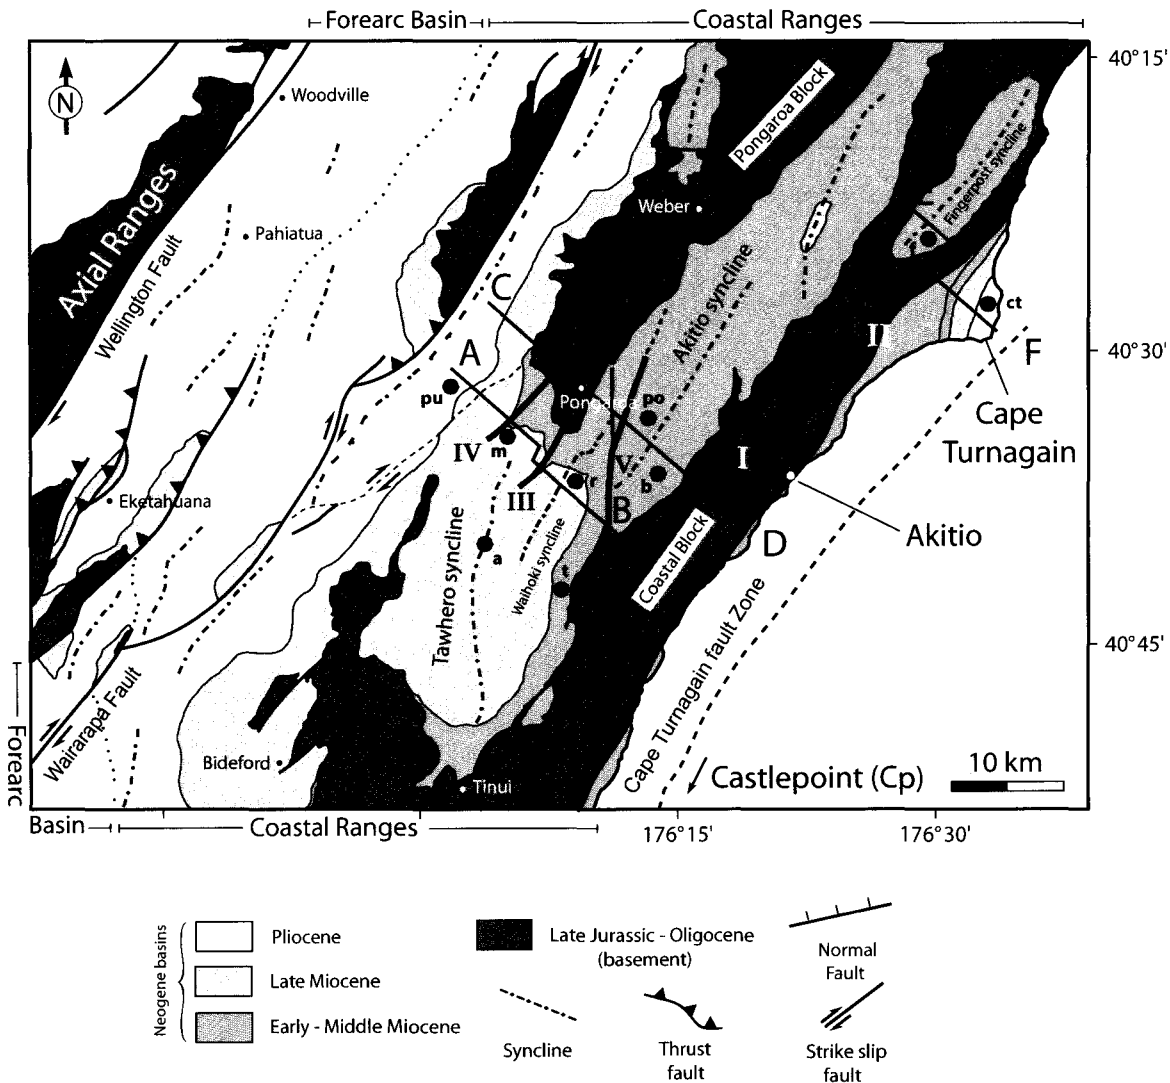 Forearc Basin
Coastal Ranges
40°15'
N
Woodville
Pongaroa Block
Axial Ranges
Weber
Fingerpost syncline
Pahiatua
Wellington Fault
C
Akitio syncline
ct
II
F
40°30'
A
pu
Pongaroa
po
Cape
Turnagain
IV
m
I
V
r
b
III
B
Eketahuana
Akitio
D
a
Waihoki syncline
Coastal Block
t
Tawhero syncline
Cape Turnagain fault Zone
40°45'
Forearc
Wairarapa Fault
Bideford
Tinui
Castlepoint (Cp)
10 km
Basin
Coastal Ranges
176°15'
176°30'
Neogene basins
Pliocene
Late Miocene
Early - Middle Miocene
Late Jurassic - Oligocene
(basement)
Syncline
Thrust
fault
Normal
Fault
Strike slip
fault